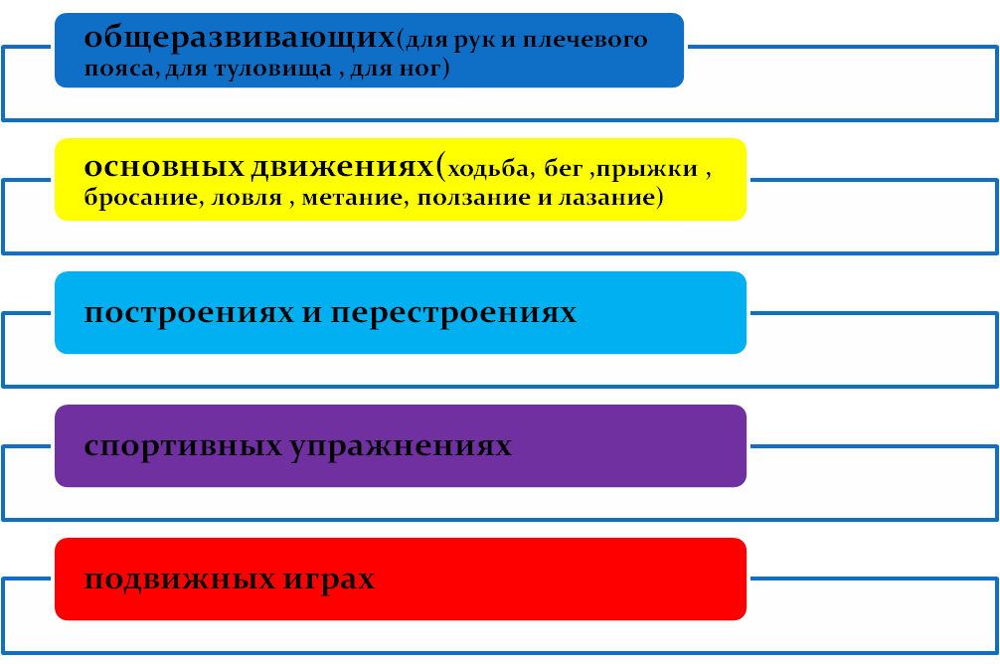 общеразвивающих(для рук и плечевого
пояса, для туловища , для ног)
основных движениях(ходьба, бег ,прыжки ,
бросание, ловля , метание, ползание и лазание)
построениях и перестроениях
спортивных упражнениях
подвижных играх